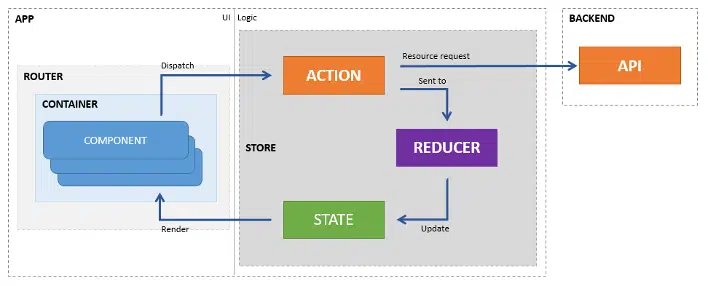 APP
UI
Logic
BACKEND
Dispatch
Resource request
ACTION
API
ROUTER
Sent to
CONTAINER
COMPONENT
STORE
REDUCER
STATE
Render
Update